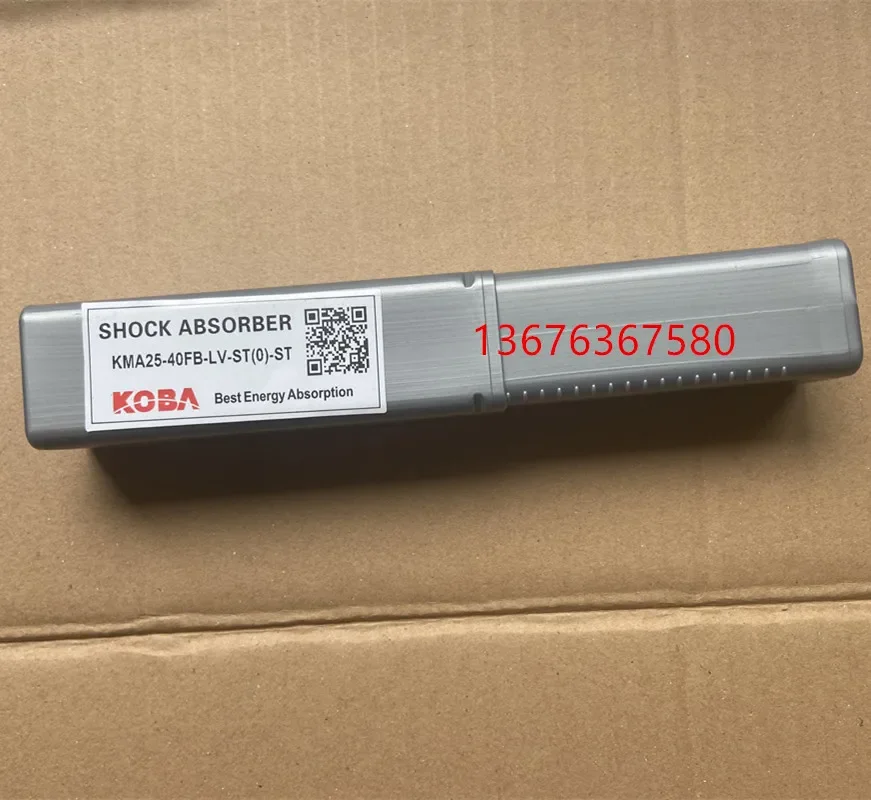 SHOCK ABSORBER
KMA25-40FB-LV-ST(0)-ST
KOBA Best Energy Absorption
13676367580